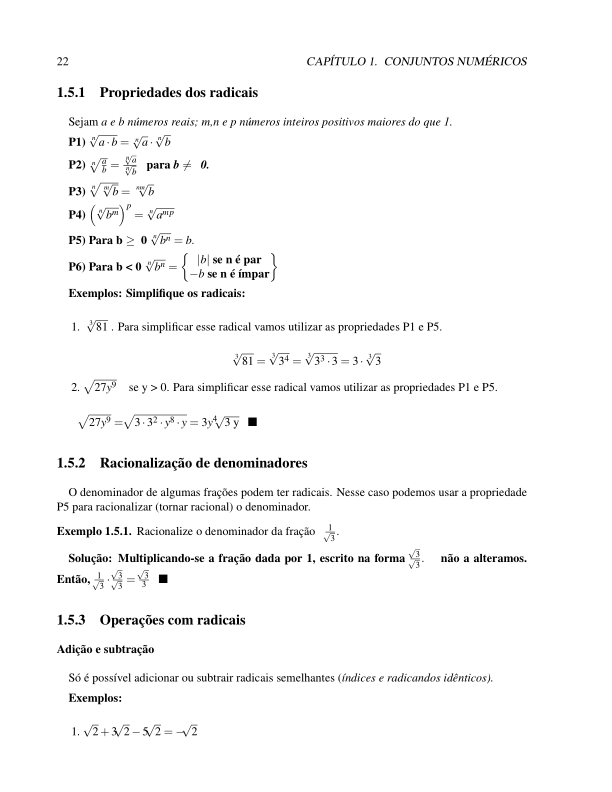 22 CAPÍTULO 1. CONJUNTOS NUMÉRICOS
1.5.1 Propriedades dos radicais
Sejam a e b números reais; m,n e p números inteiros positivos maiores do que 1.
P1) $\sqrt[n]{a \cdot b} = \sqrt[n]{a} \cdot \sqrt[n]{b}$
P2) $\sqrt[n]{\frac{a}{b}} = \frac{\sqrt[n]{a}}{\sqrt[n]{b}}$ para b ≠ 0.
P3) $\sqrt[n]{\sqrt[m]{b}} = \sqrt[nm]{b}$
P4) $\left(\sqrt[n]{b^m}\right)^p = \sqrt[n]{a^{mp}}$
P5) Para b ≥ 0 $\sqrt[n]{b^n} = b$.
P6) Para b < 0 $\sqrt[n]{b^n} = \begin{Bmatrix} |b| \text{ se n é par} \\ -b \text{ se n é ímpar} \end{Bmatrix}$
Exemplos: Simplifique os radicais:
1. $\sqrt[3]{81}$ . Para simplificar esse radical vamos utilizar as propriedades P1 e P5.
$\sqrt[3]{81} = \sqrt[3]{3^4} = \sqrt[3]{3^3 \cdot 3} = 3 \cdot \sqrt[3]{3}$
2. $\sqrt{27y^9}$ se y > 0. Para simplificar esse radical vamos utilizar as propriedades P1 e P5.
$\sqrt{27y^9} = \sqrt{3 \cdot 3^2 \cdot y^8 \cdot y} = 3y^4\sqrt{3\ y}$ ■
1.5.2 Racionalização de denominadores
O denominador de algumas frações podem ter radicais. Nesse caso podemos usar a propriedade
P5 para racionalizar (tornar racional) o denominador.
Exemplo 1.5.1. Racionalize o denominador da fração $\frac{1}{\sqrt{3}}$.
Solução: Multiplicando-se a fração dada por 1, escrito na forma $\frac{\sqrt{3}}{\sqrt{3}}$. não a alteramos.
Então, $\frac{1}{\sqrt{3}} \cdot \frac{\sqrt{3}}{\sqrt{3}} = \frac{\sqrt{3}}{3}$ ■
1.5.3 Operações com radicais
Adição e subtração
Só é possível adicionar ou subtrair radicais semelhantes (índices e radicandos idênticos).
Exemplos:
1. $\sqrt{2} + 3\sqrt{2} - 5\sqrt{2} = -\sqrt{2}$